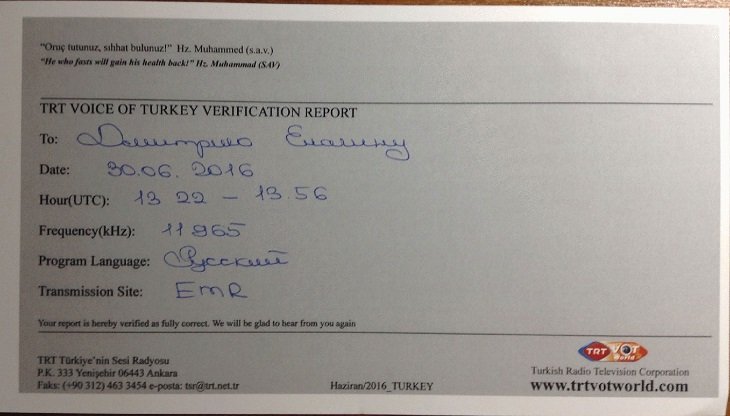 "Oruç tutunuz, sıhhat bulunuz!" Hz. Muhammed (s.a.v.)
"He who fasts will gain his health back!" Hz. Muhammad (SAV)
TRT VOICE OF TURKEY VERIFICATION REPORT
To: Дмитрию Елагину
Date: 30.06. 2016
Hour(UTC): 13 22 – 13.56
Frequency(kHz): 11965
Program Language: Русский
Transmission Site: EMR
Your report is hereby verified as fully correct. We will be glad to hear from you again
TRT VOT World
TRT Türkiye'nin Sesi Radyosu
P.K. 333 Yenişehir 06443 Ankara
Faks: (+90 312) 463 3454 e-posta: tsr@trt.net.tr
Haziran/2016_TURKEY
Turkish Radio Television Corporation
www.trtvotworld.com